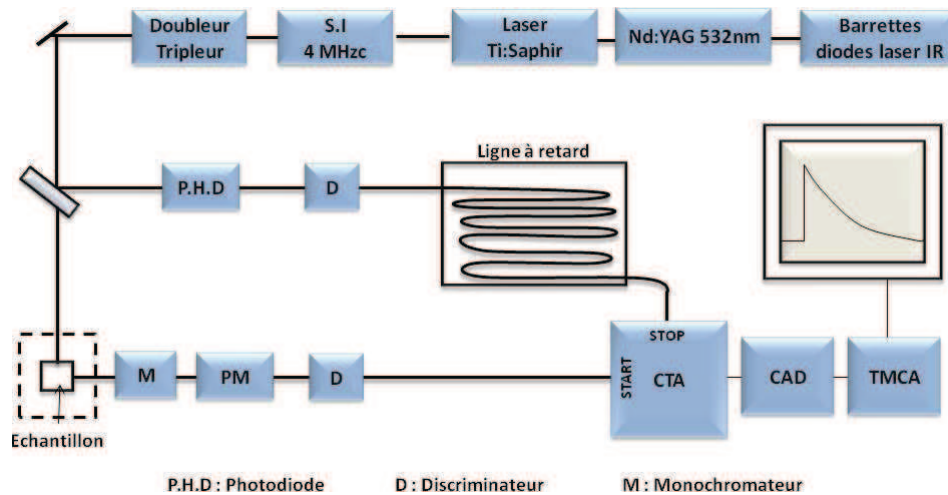 Doubleur
Tripleur
S.I
4 MHzc
Laser
Ti:Saphir
Nd:YAG 532nm
Barrettes
diodes laser IR
Ligne à retard
P.H.D
D
STOP
START
CTA
CAD
TMCA
M
PM
D
Echantillon
P.H.D : Photodiode
D : Discriminateur
M : Monochromateur